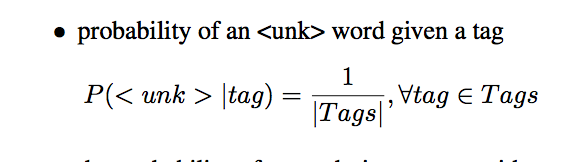 • probability of an <unk> word given a tag
P(< unk > |tag) = 1 / |Tags| , ∀tag ∈ Tags